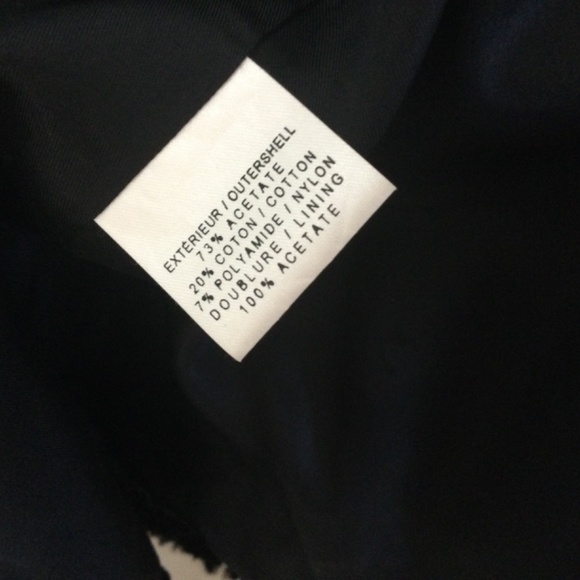 EXTÉRIEUR / OUTERSHELL
73% ACETATE
20% COTON / COTTON
7% POLYAMIDE / NYLON
DOUBLURE / LINING
100% ACETATE